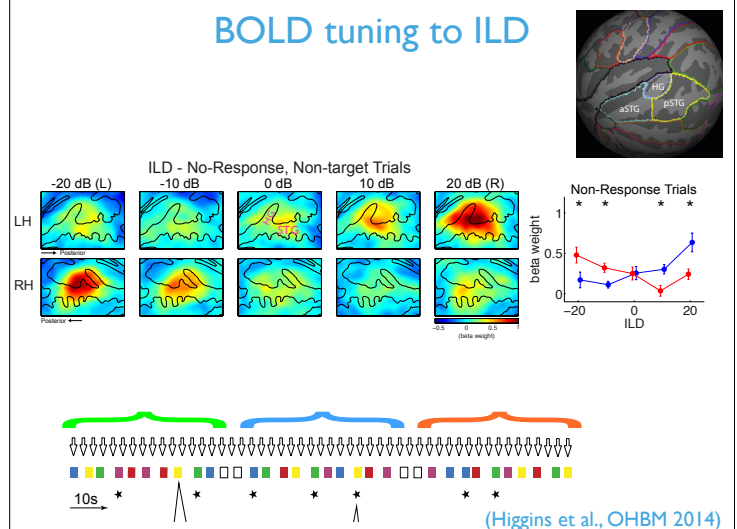 BOLD tuning to ILD
HG
aSTG
pSTG
ILD - No-Response, Non-target Trials
-20 dB (L)
-10 dB
0 dB
10 dB
20 dB (R)
LH
HG
STG
Posterior
RH
Posterior
-0.5
0
1
(beta weight)
Non-Response Trials
* * * *
beta weight
1
0.5
0
−20
0
20
ILD
10s
(Higgins et al., OHBM 2014)